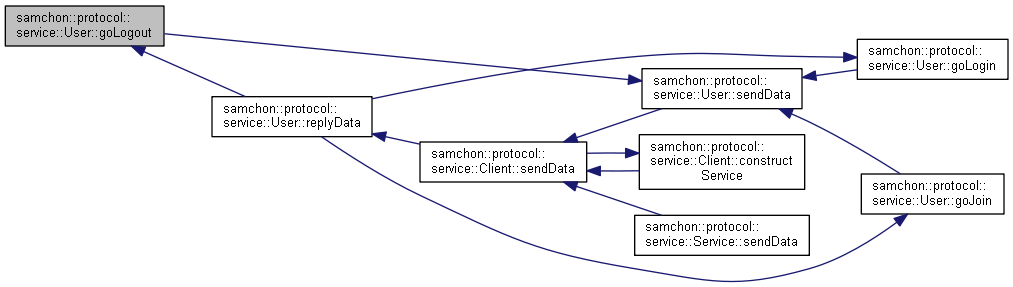 samchon::protocol::
service::User::goLogout
samchon::protocol::
service::User::replyData
samchon::protocol::
service::Client::sendData
samchon::protocol::
service::User::sendData
samchon::protocol::
service::Client::construct
Service
samchon::protocol::
service::Service::sendData
samchon::protocol::
service::User::goLogin
samchon::protocol::
service::User::goJoin